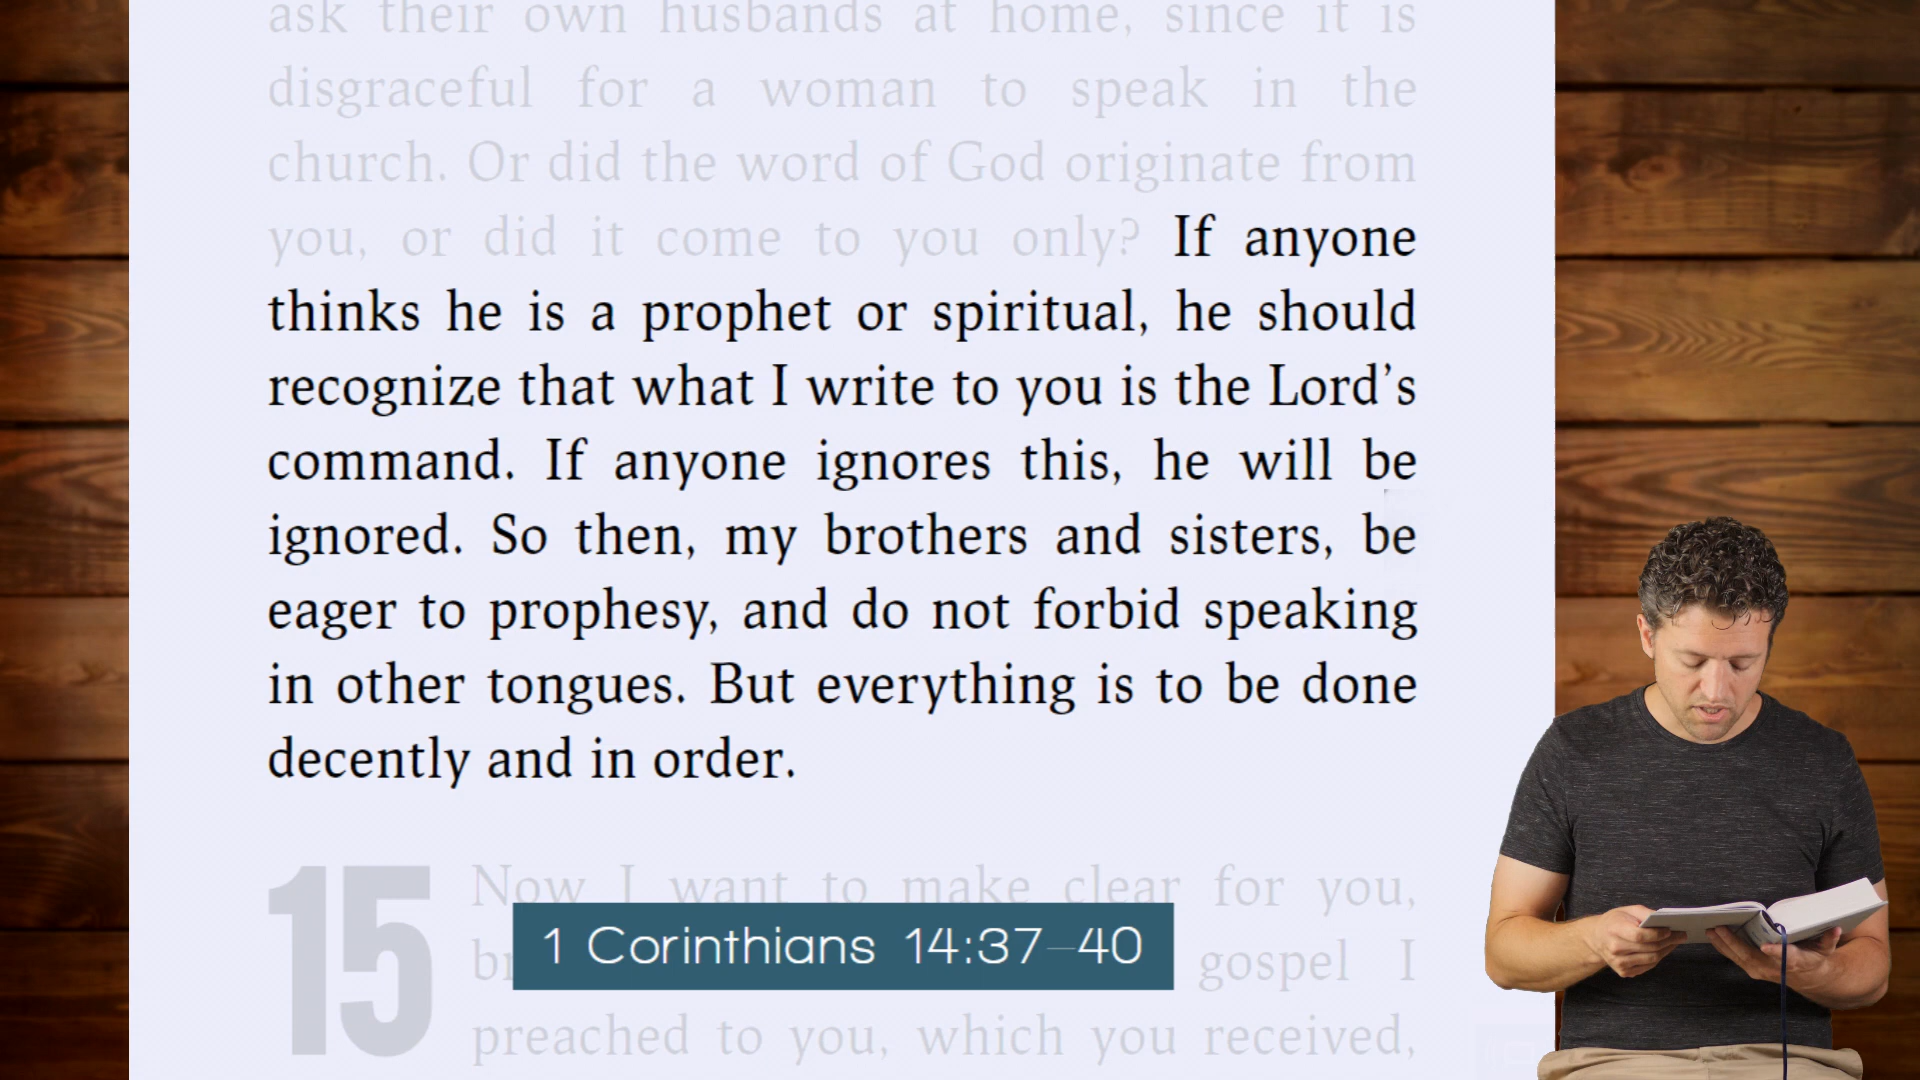 ask their own husbands at home, since it is
disgraceful for a woman to speak in the
church. Or did the word of God originate from
you, or did it come to you only? If anyone
thinks he is a prophet or spiritual, he should
recognize that what I write to you is the Lord’s
command. If anyone ignores this, he will be
ignored. So then, my brothers and sisters, be
eager to prophesy, and do not forbid speaking
in other tongues. But everything is to be done
decently and in order.
15 Now I want to make clear for you,
gospel I
1 Corinthians 14:37–40
preached to you, which you received,